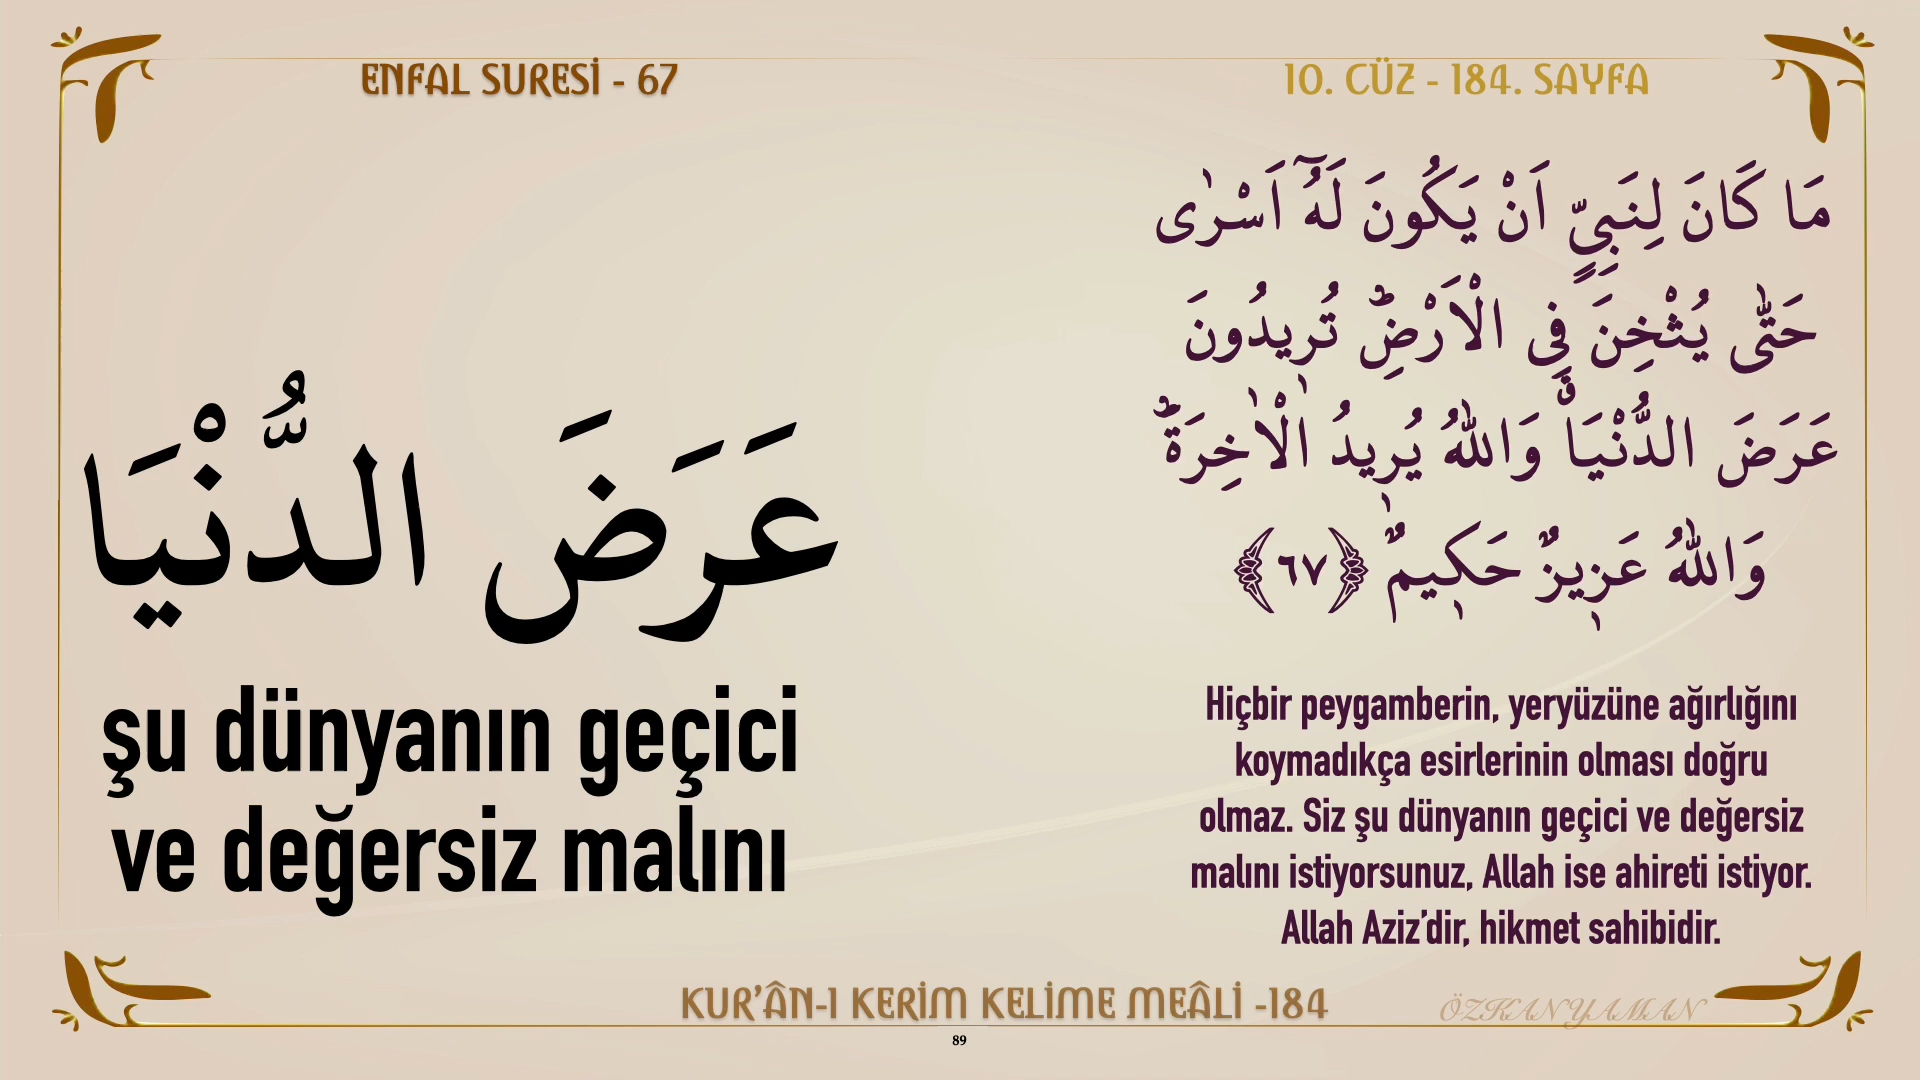 ENFAL SURESİ - 67
10. CÜZ - 184. SAYFA
مَا كَانَ لِنَبِيٍّ اَنْ يَكُونَ لَهُٓ اَسْرٰى
حَتّٰى يُثْخِنَ فِي الْاَرْضِۜ تُرٖيدُونَ
عَرَضَ الدُّنْيَاۗ وَاللّٰهُ يُرٖيدُ الْاٰخِرَةَۜ
وَاللّٰهُ عَزٖيزٌ حَكٖيمٌ ﴿٦٧﴾
عَرَضَ الدُّنْيَا
şu dünyanın geçici
ve değersiz malını
Hiçbir peygamberin, yeryüzüne ağırlığını
koymadıkça esirlerinin olması doğru
olmaz. Siz şu dünyanın geçici ve değersiz
malını istiyorsunuz, Allah ise ahireti istiyor.
Allah Aziz’dir, hikmet sahibidir.
KUR’ÂN-I KERİM KELİME MEÂLİ -184
ÖZKAN YAMAN
89